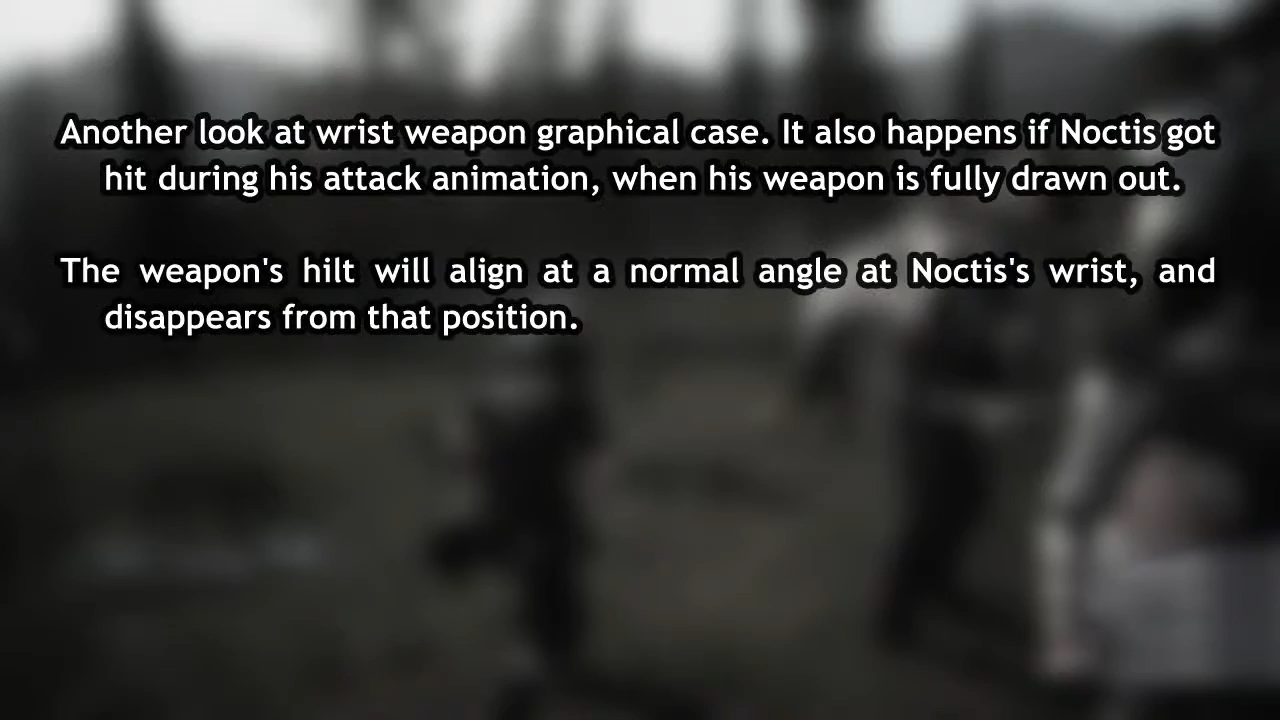 Another look at wrist weapon graphical case. It also happens if Noctis got
hit during his attack animation, when his weapon is fully drawn out.
The weapon's hilt will align at a normal angle at Noctis's wrist, and
disappears from that position.